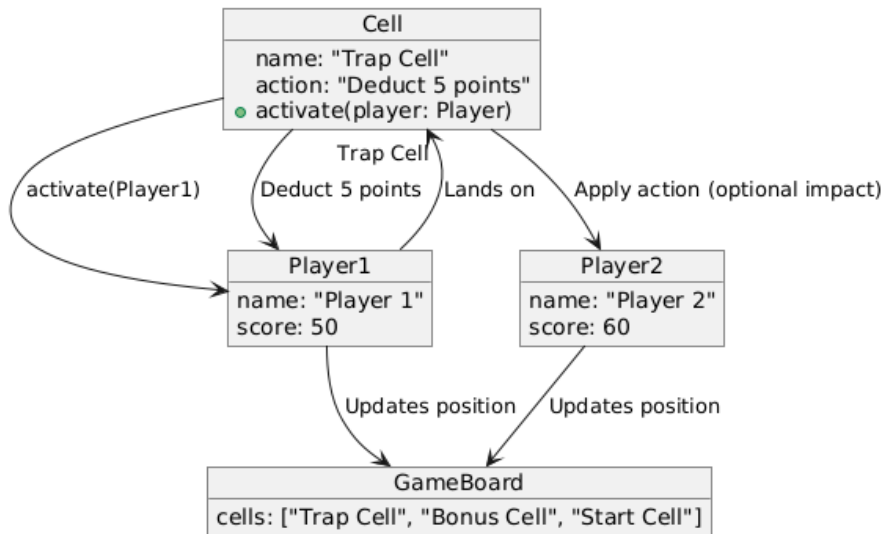 Cell
name: "Trap Cell"
action: "Deduct 5 points"
activate(player: Player)
Trap Cell
activate(Player1)
Deduct 5 points
Lands on
Apply action (optional impact)
Player1
name: "Player 1"
score: 50
Player2
name: "Player 2"
score: 60
Updates position
Updates position
GameBoard
cells: ["Trap Cell", "Bonus Cell", "Start Cell"]